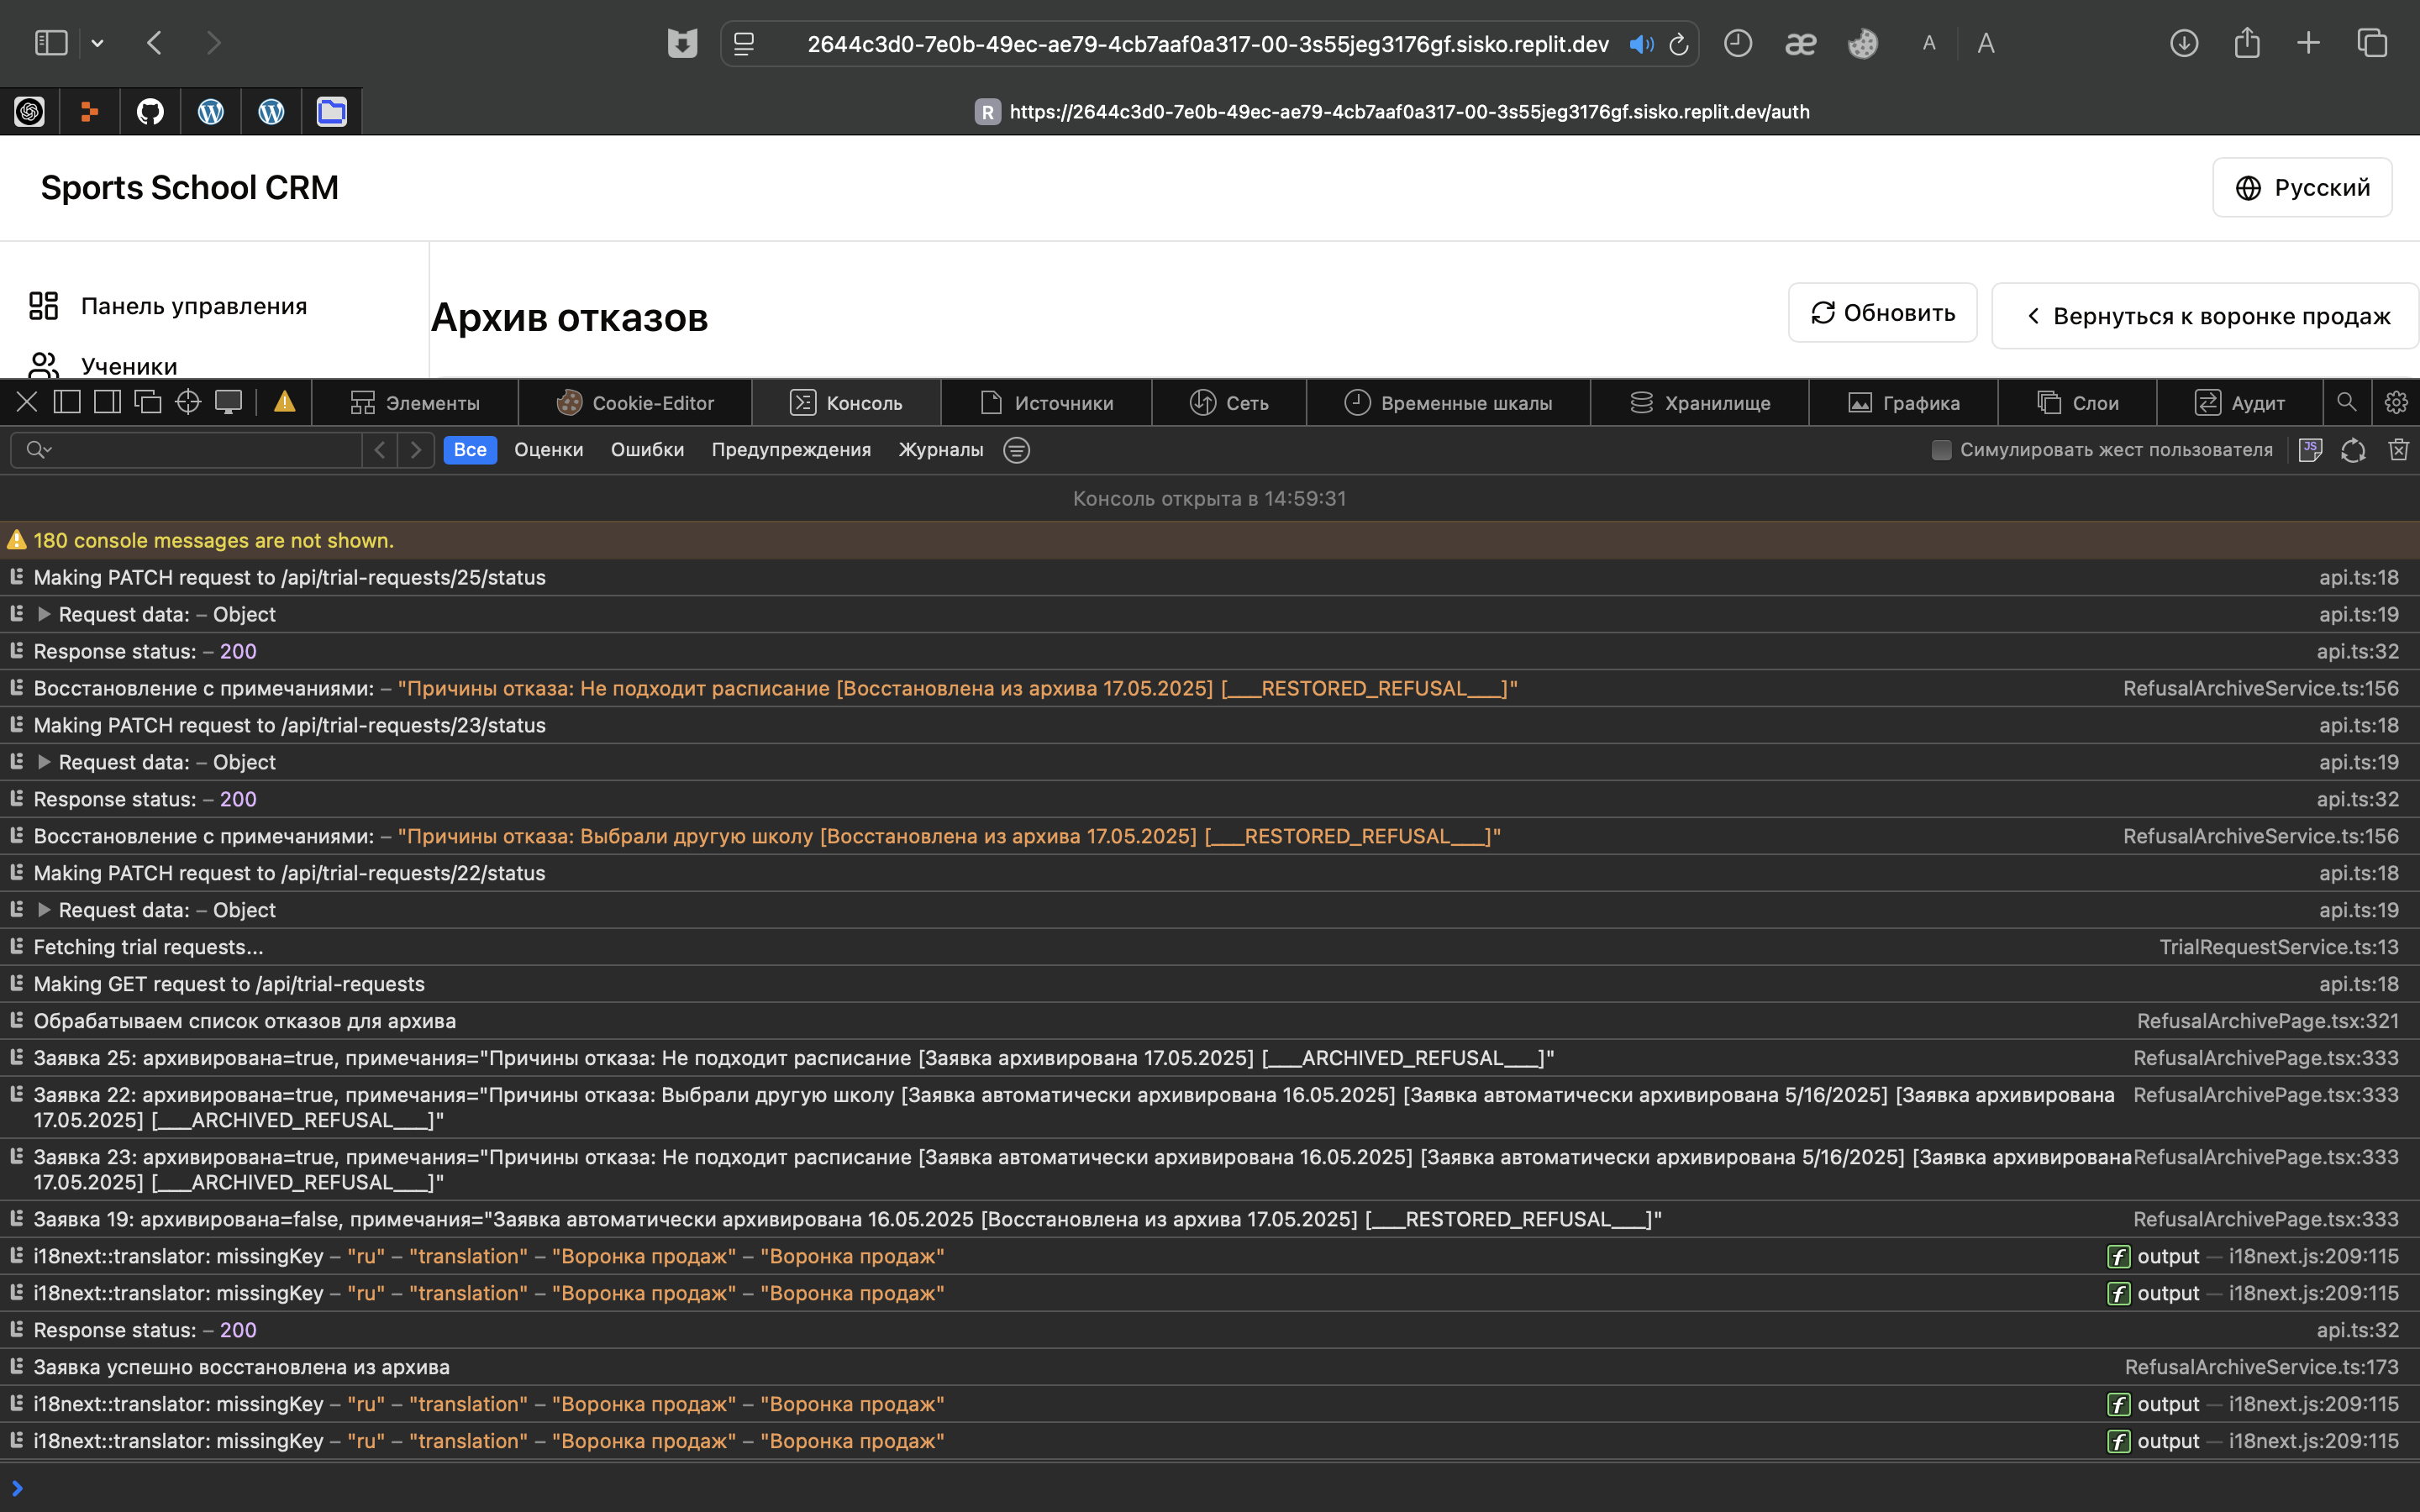 2644c3d0-7e0b-49ec-ae79-4cb7aaf0a317-00-3s55jeg3176gf.sisko.replit.dev
æ
A A
R https://2644c3d0-7e0b-49ec-ae79-4cb7aaf0a317-00-3s55jeg3176gf.sisko.replit.dev/auth
Sports School CRM
Русский
Панель управления
Архив отказов
Обновить
Вернуться к воронке продаж
Ученики
Элементы Cookie-Editor Консоль Источники Сеть Временные шкалы Хранилище Графика Слои Аудит
Все Оценки Ошибки Предупреждения Журналы Симулировать жест пользователя JS
Консоль открыта в 14:59:31
180 console messages are not shown.
Making PATCH request to /api/trial-requests/25/status api.ts:18
Request data: – Object api.ts:19
Response status: – 200 api.ts:32
Восстановление с примечаниями: – "Причины отказа: Не подходит расписание [Восстановлена из архива 17.05.2025] [___RESTORED_REFUSAL___]" RefusalArchiveService.ts:156
Making PATCH request to /api/trial-requests/23/status api.ts:18
Request data: – Object api.ts:19
Response status: – 200 api.ts:32
Восстановление с примечаниями: – "Причины отказа: Выбрали другую школу [Восстановлена из архива 17.05.2025] [___RESTORED_REFUSAL___]" RefusalArchiveService.ts:156
Making PATCH request to /api/trial-requests/22/status api.ts:18
Request data: – Object api.ts:19
Fetching trial requests... TrialRequestService.ts:13
Making GET request to /api/trial-requests api.ts:18
Обрабатываем список отказов для архива RefusalArchivePage.tsx:321
Заявка 25: архивирована=true, примечания="Причины отказа: Не подходит расписание [Заявка архивирована 17.05.2025] [___ARCHIVED_REFUSAL___]" RefusalArchivePage.tsx:333
Заявка 22: архивирована=true, примечания="Причины отказа: Выбрали другую школу [Заявка автоматически архивирована 16.05.2025] [Заявка автоматически архивирована 5/16/2025] [Заявка архивирована RefusalArchivePage.tsx:333
17.05.2025] [___ARCHIVED_REFUSAL___]"
Заявка 23: архивирована=true, примечания="Причины отказа: Не подходит расписание [Заявка автоматически архивирована 16.05.2025] [Заявка автоматически архивирована 5/16/2025] [Заявка архивирована RefusalArchivePage.tsx:333
17.05.2025] [___ARCHIVED_REFUSAL___]"
Заявка 19: архивирована=false, примечания="Заявка автоматически архивирована 16.05.2025 [Восстановлена из архива 17.05.2025] [___RESTORED_REFUSAL___]" RefusalArchivePage.tsx:333
i18next::translator: missingKey – "ru" – "translation" – "Воронка продаж" – "Воронка продаж" f output — i18next.js:209:115
i18next::translator: missingKey – "ru" – "translation" – "Воронка продаж" – "Воронка продаж" f output — i18next.js:209:115
Response status: – 200 api.ts:32
Заявка успешно восстановлена из архива RefusalArchiveService.ts:173
i18next::translator: missingKey – "ru" – "translation" – "Воронка продаж" – "Воронка продаж" f output — i18next.js:209:115
i18next::translator: missingKey – "ru" – "translation" – "Воронка продаж" – "Воронка продаж" f output — i18next.js:209:115